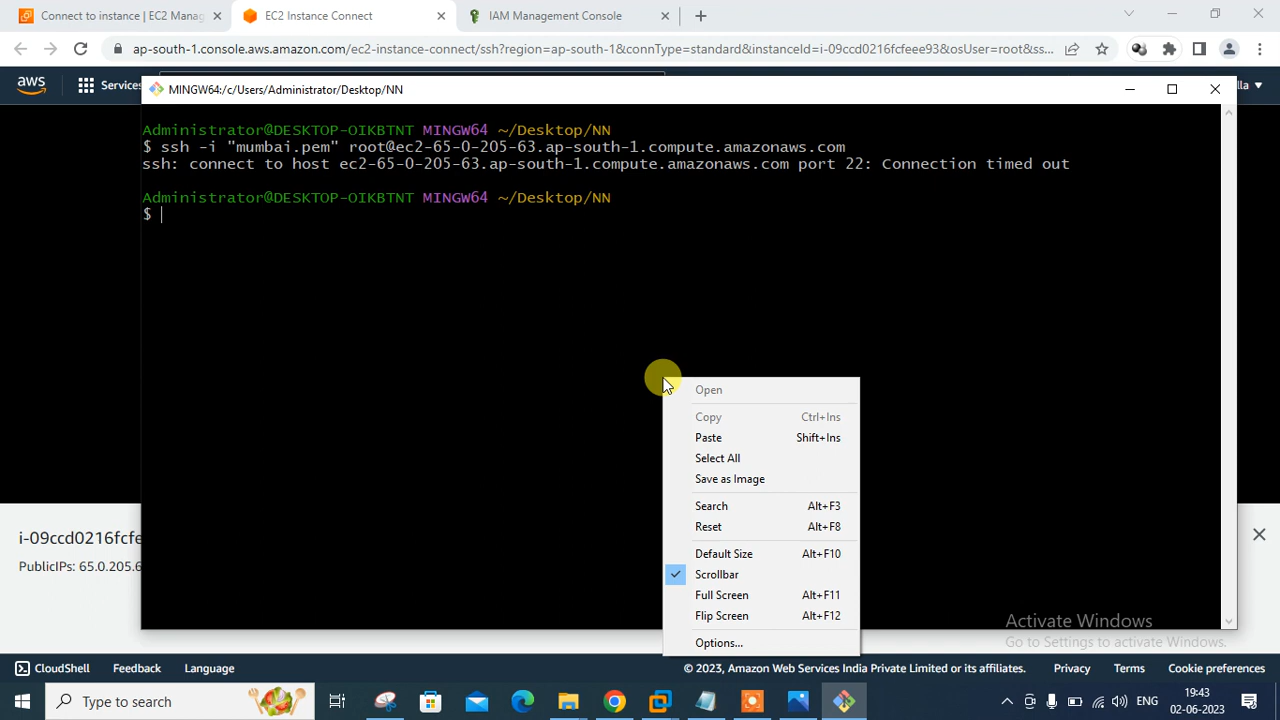 Connect to instance | EC2 Manag
EC2 Instance Connect
IAM Management Console
ap-south-1.console.aws.amazon.com/ec2-instance-connect/ssh?region=ap-south-1&connType=standard&instanceId=i-09ccd0216fcfeee93&osUser=root&ss...
aws
Services
lla
MINGW64:/c/Users/Administrator/Desktop/NN
Administrator@DESKTOP-OIKBTNT MINGW64 ~/Desktop/NN
$ ssh -i "mumbai.pem" root@ec2-65-0-205-63.ap-south-1.compute.amazonaws.com
ssh: connect to host ec2-65-0-205-63.ap-south-1.compute.amazonaws.com port 22: Connection timed out
Administrator@DESKTOP-OIKBTNT MINGW64 ~/Desktop/NN
$
Open
Copy Ctrl+Ins
Paste Shift+Ins
Select All
Save as Image
Search Alt+F3
Reset Alt+F8
Default Size Alt+F10
Scrollbar
Full Screen Alt+F11
Flip Screen Alt+F12
Options...
i-09ccd0216fcfe
PublicIPs: 65.0.205.6
Activate Windows
Go to Settings to activate Windows.
CloudShell
Feedback
Language
© 2023, Amazon Web Services India Private Limited or its affiliates.
Privacy
Terms
Cookie preferences
Type to search
ENG
19:43
02-06-2023